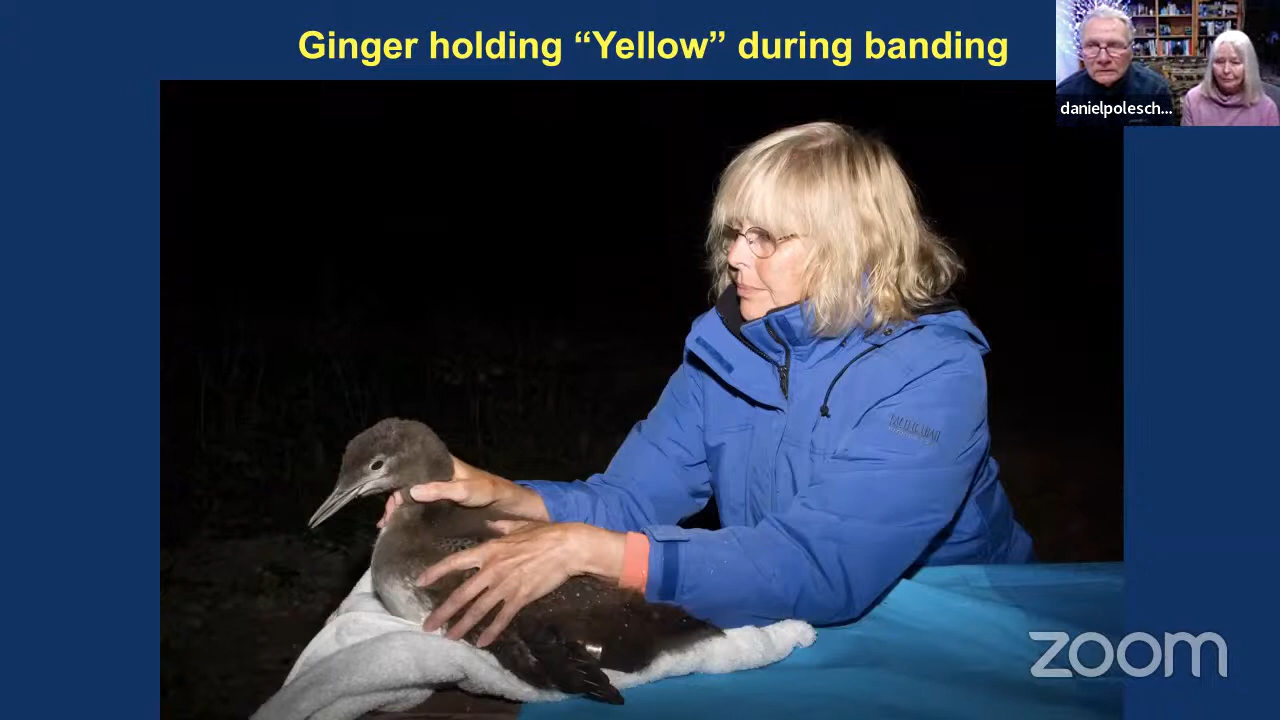 Ginger holding “Yellow” during banding
danielpolesch...
zoom